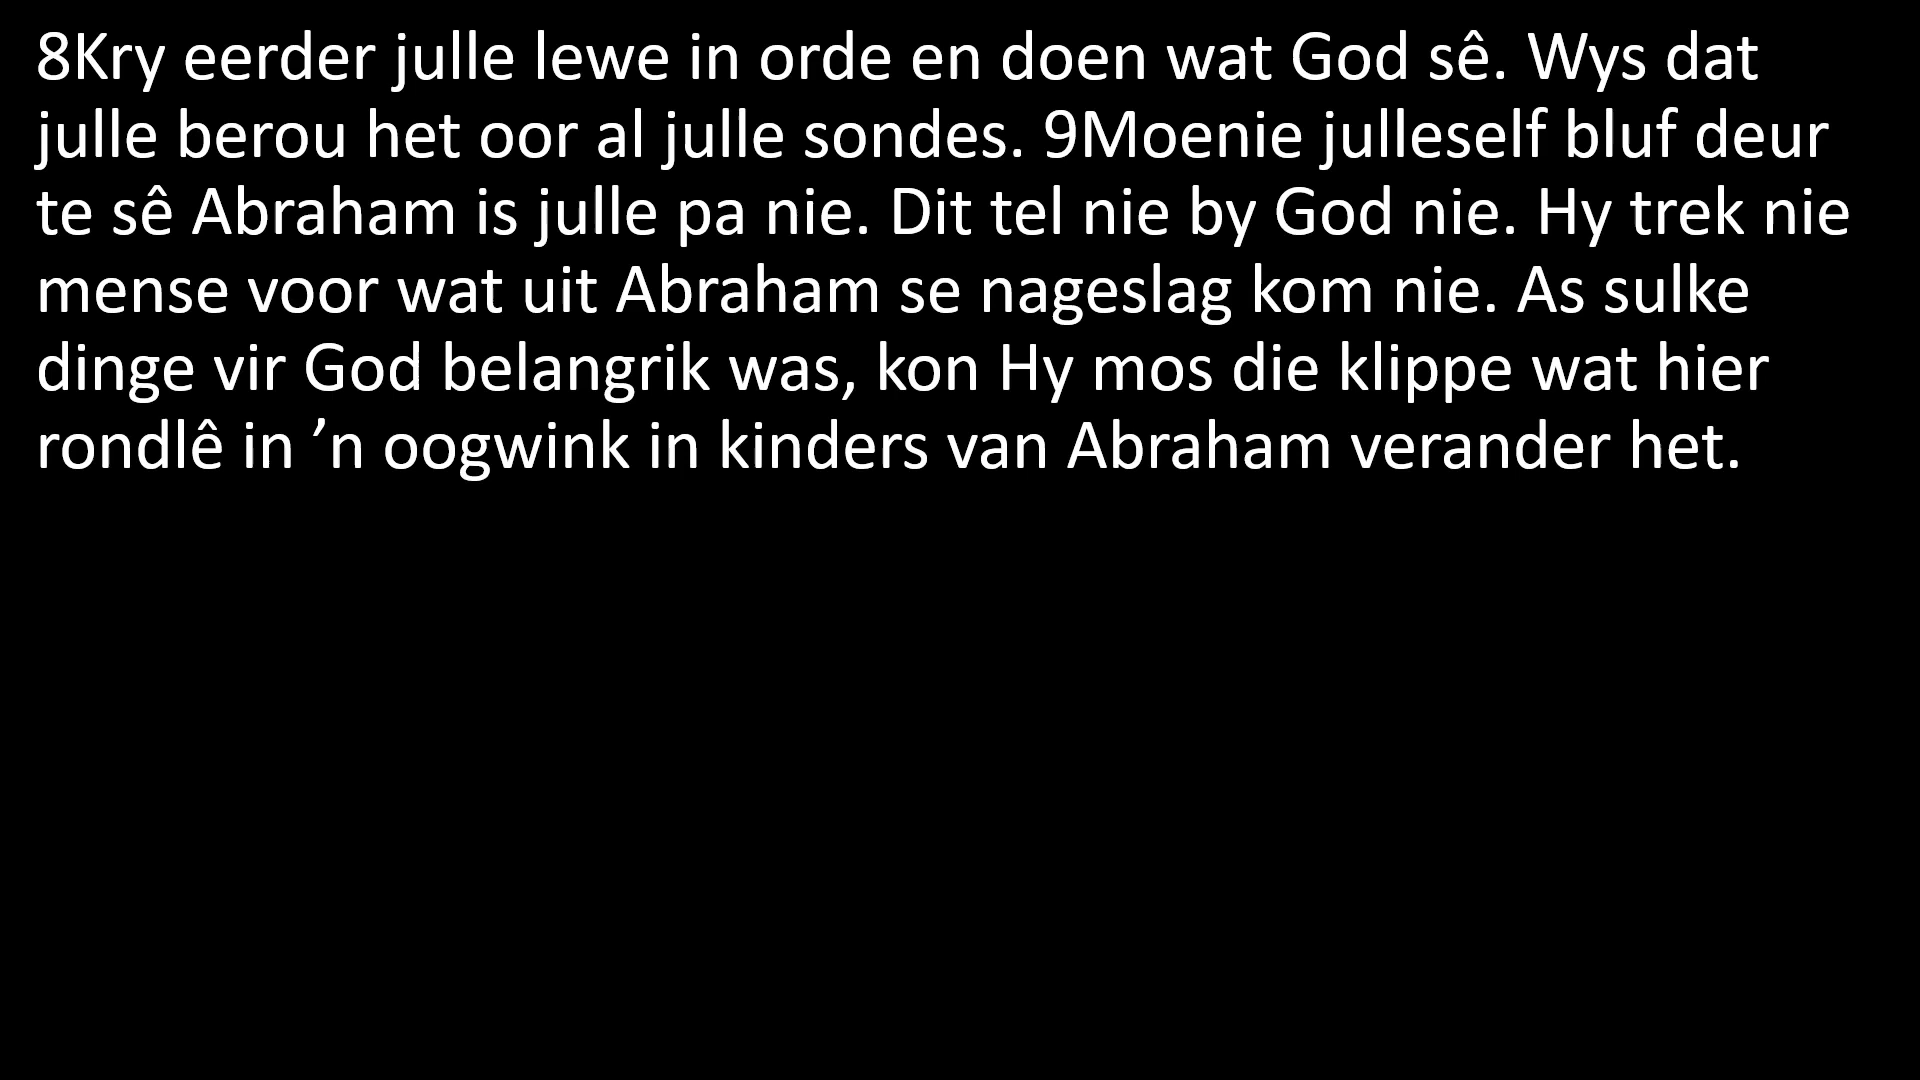 8Kry eerder julle lewe in orde en doen wat God sê. Wys dat
julle berou het oor al julle sondes. 9Moenie julleself bluf deur
te sê Abraham is julle pa nie. Dit tel nie by God nie. Hy trek nie
mense voor wat uit Abraham se nageslag kom nie. As sulke
dinge vir God belangrik was, kon Hy mos die klippe wat hier
rondlê in ’n oogwink in kinders van Abraham verander het.